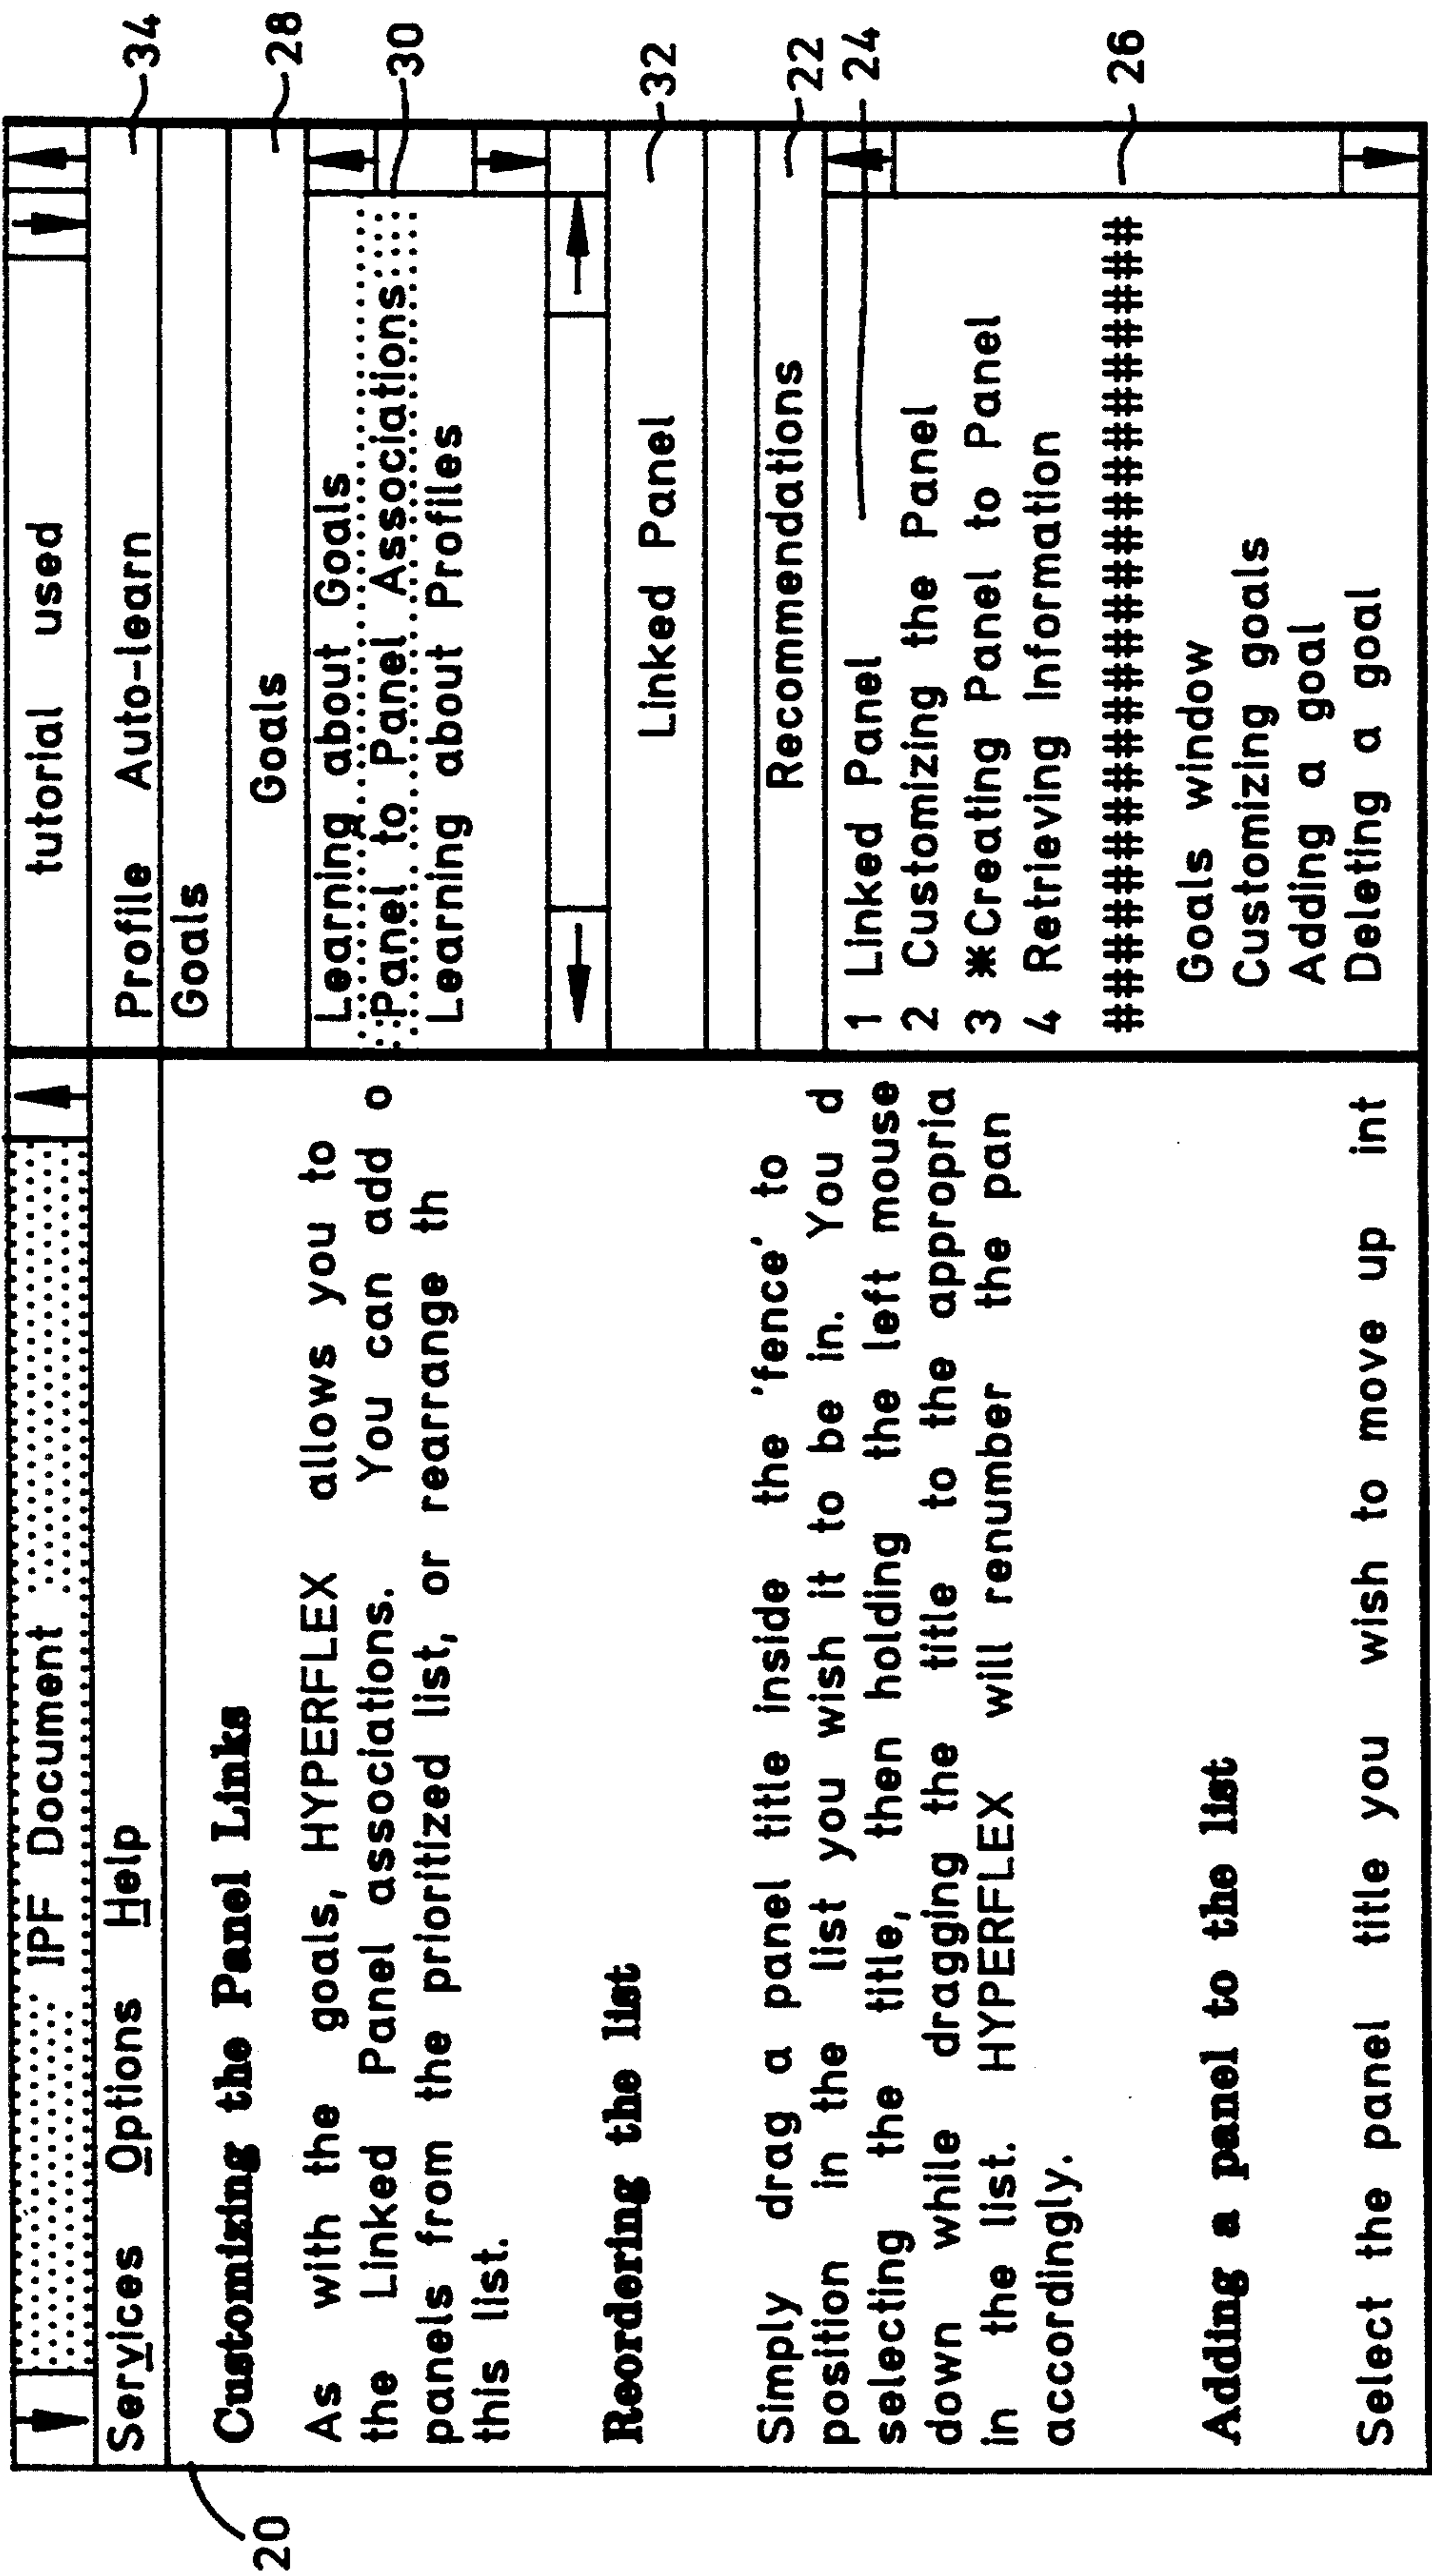 IPF Document
Services Options Help
Customizing the Panel Links
As with the goals, HYPERFLEX allows you to
the Linked Panel associations. You can add o
panels from the prioritized list, or rearrange th
this list.
Reordering the list
Simply drag a panel title inside the 'fence' to
position in the list you wish it to be in. You d
selecting the title, then holding the left mouse
down while dragging the title to the appropria
in the list. HYPERFLEX will renumber the pan
accordingly.
Adding a panel to the list
Select the panel title you wish to move up int
20
tutorial used
Profile Auto-learn
Goals
Goals
Learning about Goals
Panel to Panel Associations
Learning about Profiles
Linked Panel
Recommendations
1 Linked Panel
2 Customizing the Panel
3 *Creating Panel to Panel
4 Retrieving Information
############################
Goals window
Customizing goals
Adding a goal
Deleting a goal
34
28
30
32
22
24
26